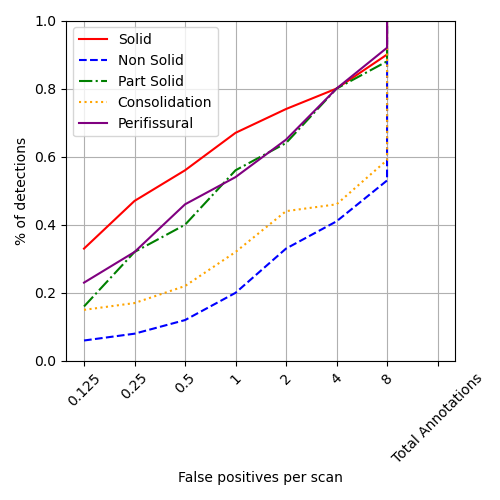 1.0
0.8
0.6
0.4
0.2
0.0
% of detections
Solid
Non Solid
Part Solid
Consolidation
Perifissural
0.125
0.25
0.5
1
2
4
8
Total Annotations
False positives per scan